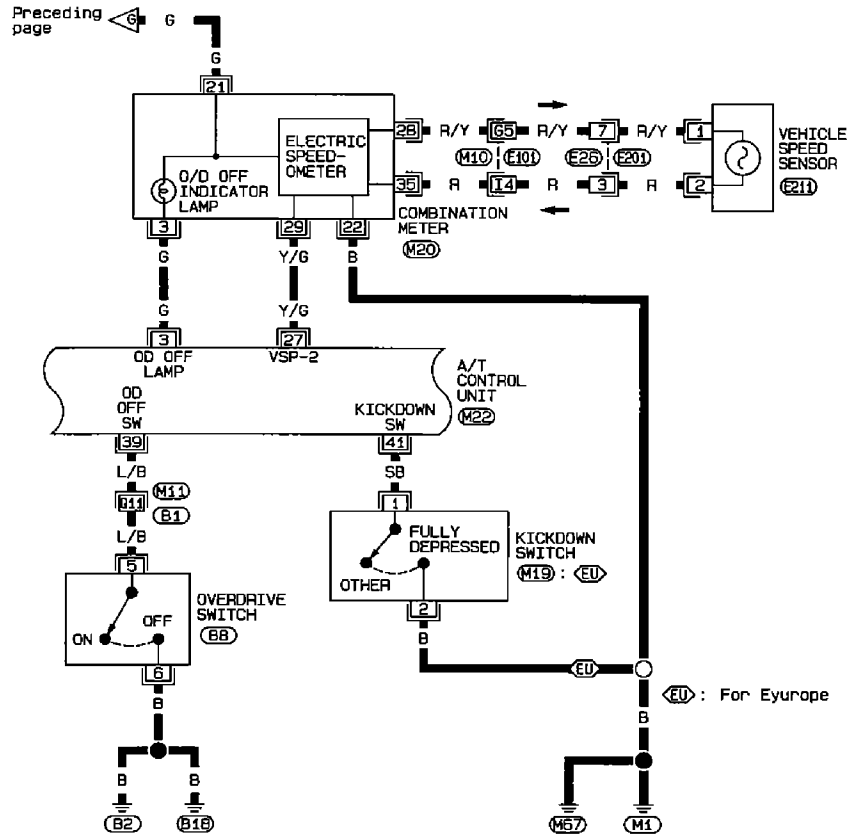 Preceding
page
G
G
G
21
ELECTRIC
SPEED-
OMETER
O/D OFF
INDICATOR
LAMP
28
R/Y
G5
R/Y
7
R/Y
1
M10
E101
E26
E201
35
R
I4
R
3
R
2
VEHICLE
SPEED
SENSOR
E211
COMBINATION
METER
M20
3
29
22
G
Y/G
B
G
Y/G
3
27
OD OFF
LAMP
VSP-2
A/T
CONTROL
UNIT
M22
OD
OFF
SW
KICKDOWN
SW
39
41
L/B
SB
M11
G11
B1
L/B
1
FULLY
DEPRESSED
OTHER
KICKDOWN
SWITCH
M19 : EU
5
ON
OFF
OVERDRIVE
SWITCH
B8
2
B
6
B
EU
EU : For Eyurope
B
B
B
B2
B18
M67
M1